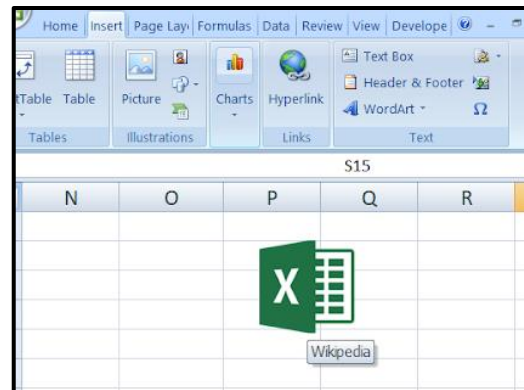 Home Insert Page Lay Formulas Data Review View Develope
tTable Table Picture Charts Hyperlink Text Box
Header & Footer
WordArt
Ω
Tables Illustrations Links Text
S15
N O P Q R
X
Wikipedia